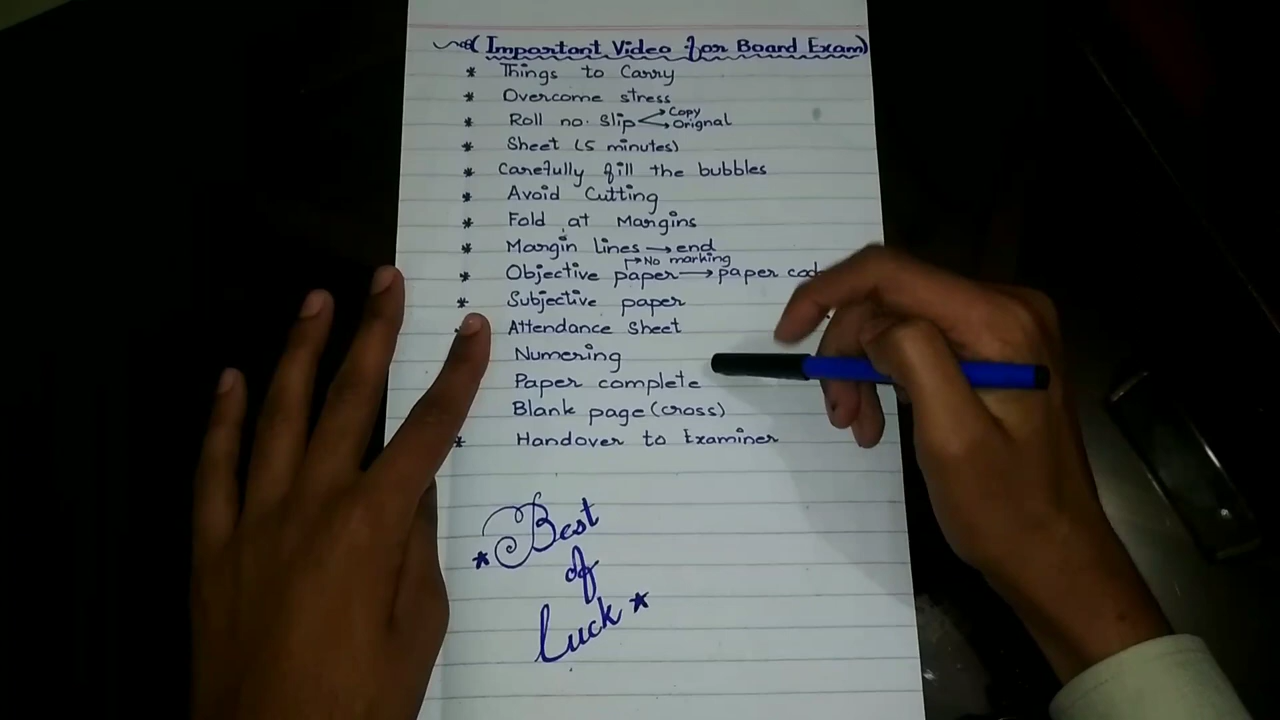 (Important Video for Board Exam)
* Things to Carry
* Overcome stress
* Roll no. Slip Copy
Orignal
* Sheet (5 minutes)
* Carefully fill the bubbles
* Avoid Cutting
* Fold at Margins
* Margin lines → end
No marking
* Objective paper → paper
* Subjective paper
Attendance Sheet
Numering
Paper complete
Blank page (cross)
* Handover to Examiner
* Best
of
Luck *